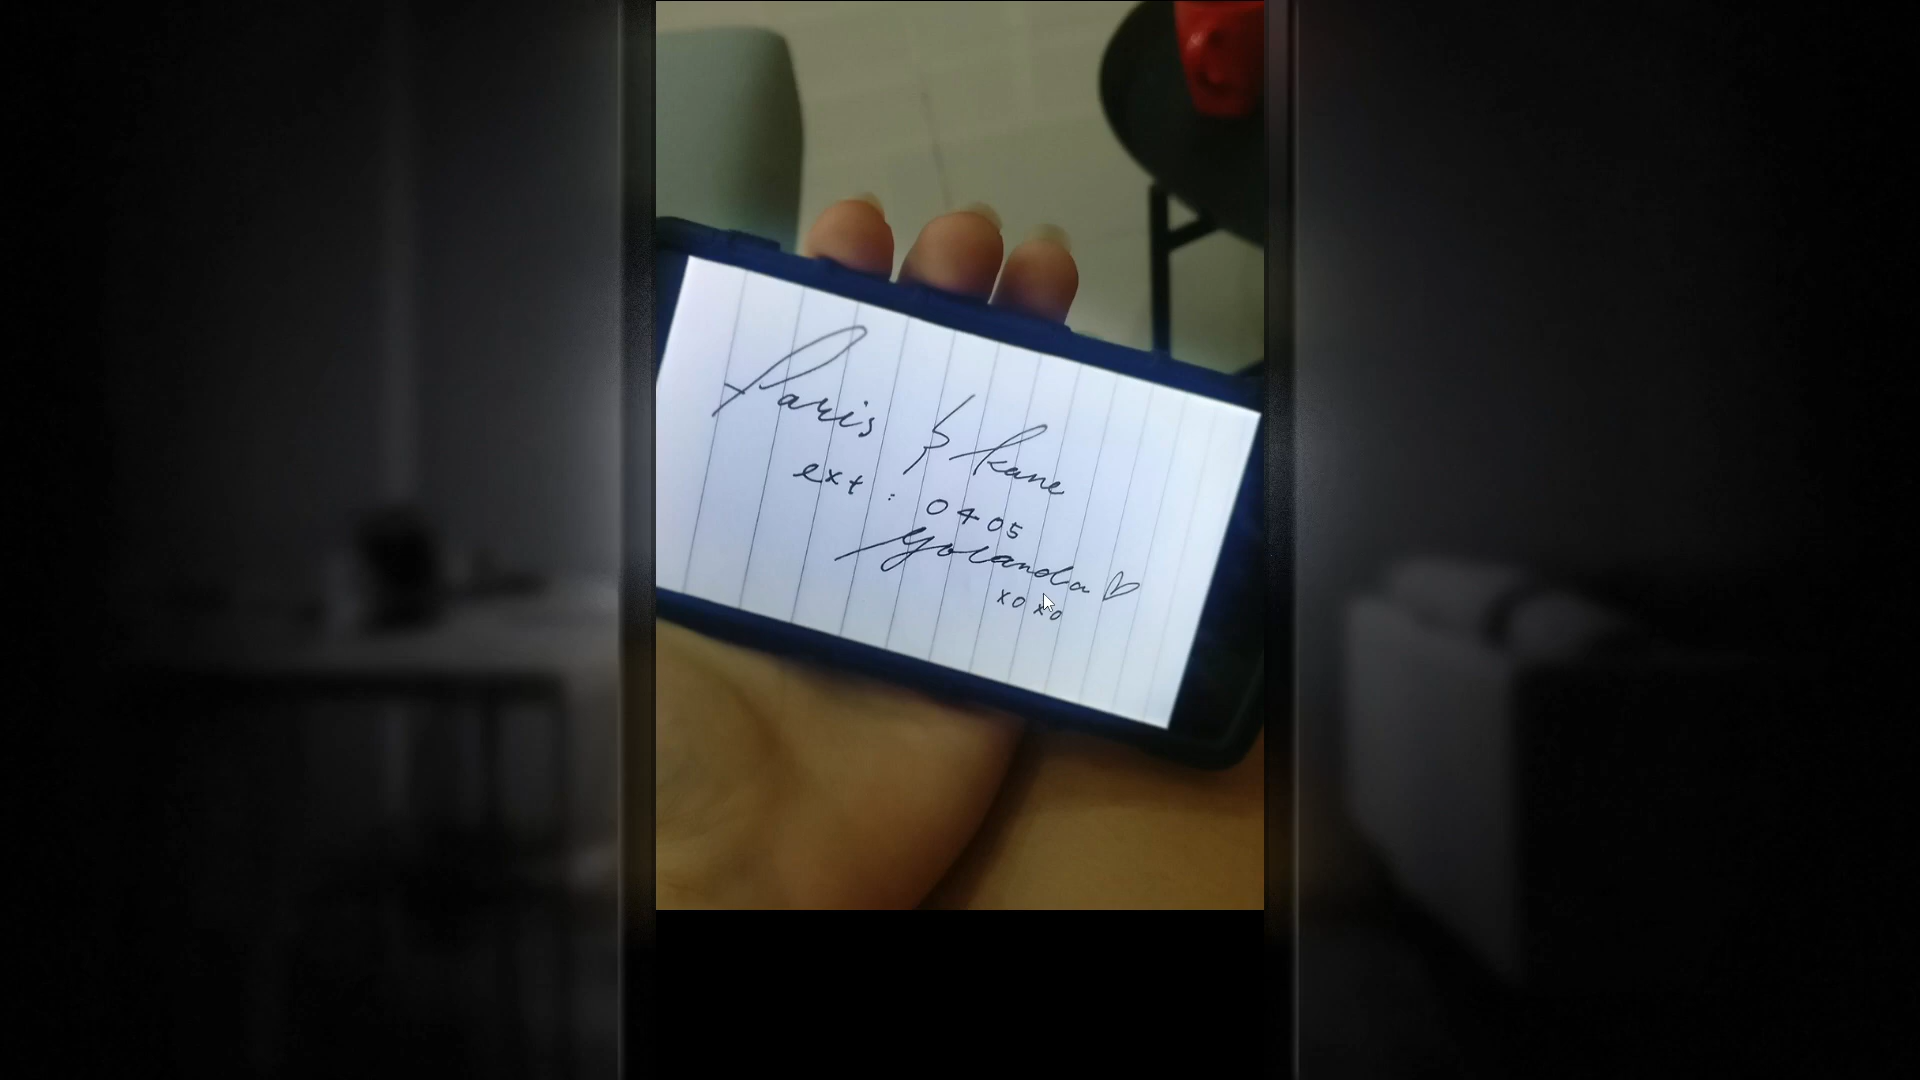 Paris & Kane
ext : 0405
Yolanda ♡
xoxo